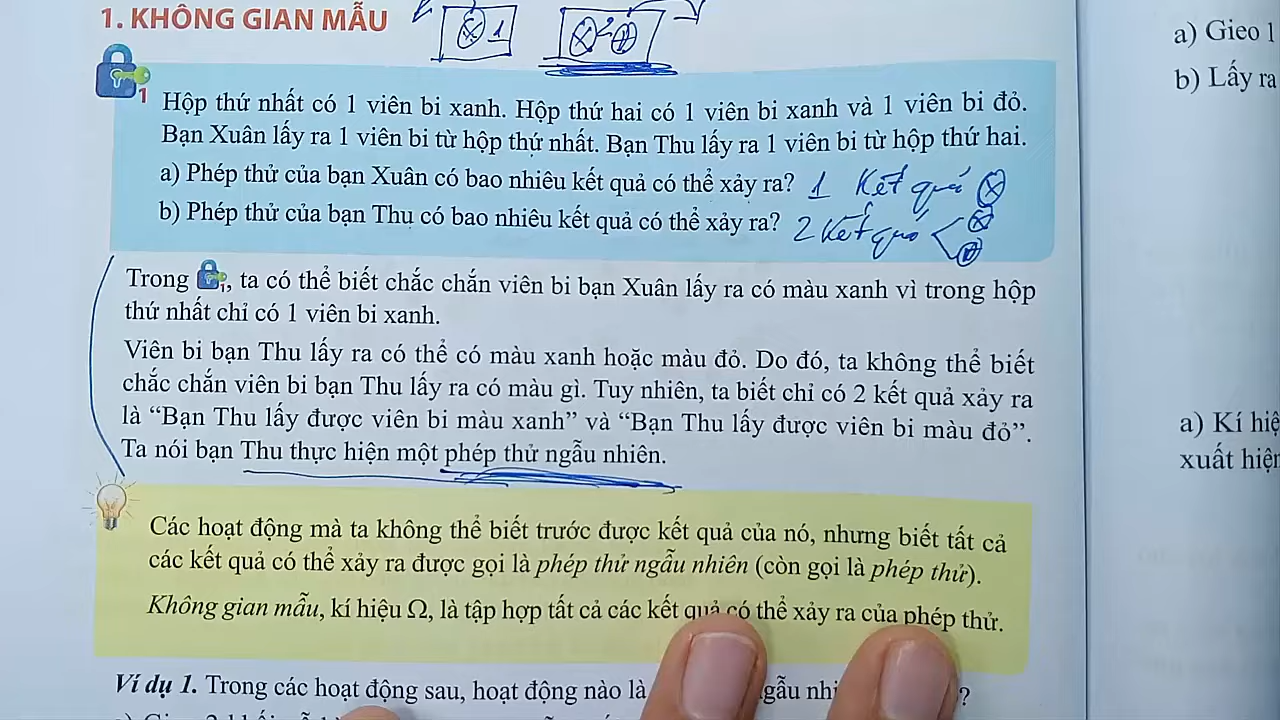 1. KHÔNG GIAN MẪU
X 1
X 2 Đ
1
Hộp thứ nhất có 1 viên bi xanh. Hộp thứ hai có 1 viên bi xanh và 1 viên bi đỏ.
Bạn Xuân lấy ra 1 viên bi từ hộp thứ nhất. Bạn Thu lấy ra 1 viên bi từ hộp thứ hai.
a) Phép thử của bạn Xuân có bao nhiêu kết quả có thể xảy ra? 1 kết quả X
b) Phép thử của bạn Thu có bao nhiêu kết quả có thể xảy ra? 2 kết quả X
Đ
Trong 1, ta có thể biết chắc chắn viên bi bạn Xuân lấy ra có màu xanh vì trong hộp
thứ nhất chỉ có 1 viên bi xanh.
Viên bi bạn Thu lấy ra có thể có màu xanh hoặc màu đỏ. Do đó, ta không thể biết
chắc chắn viên bi bạn Thu lấy ra có màu gì. Tuy nhiên, ta biết chỉ có 2 kết quả xảy ra
là “Bạn Thu lấy được viên bi màu xanh” và “Bạn Thu lấy được viên bi màu đỏ”.
Ta nói bạn Thu thực hiện một phép thử ngẫu nhiên.
Các hoạt động mà ta không thể biết trước được kết quả của nó, nhưng biết tất cả
các kết quả có thể xảy ra được gọi là phép thử ngẫu nhiên (còn gọi là phép thử).
Không gian mẫu, kí hiệu Ω, là tập hợp tất cả các kết quả có thể xảy ra của phép thử.
Ví dụ 1. Trong các hoạt động sau, hoạt động nào là ?
a) Gieo 1
b) Lấy ra
a) Kí hiệ
xuất hiện